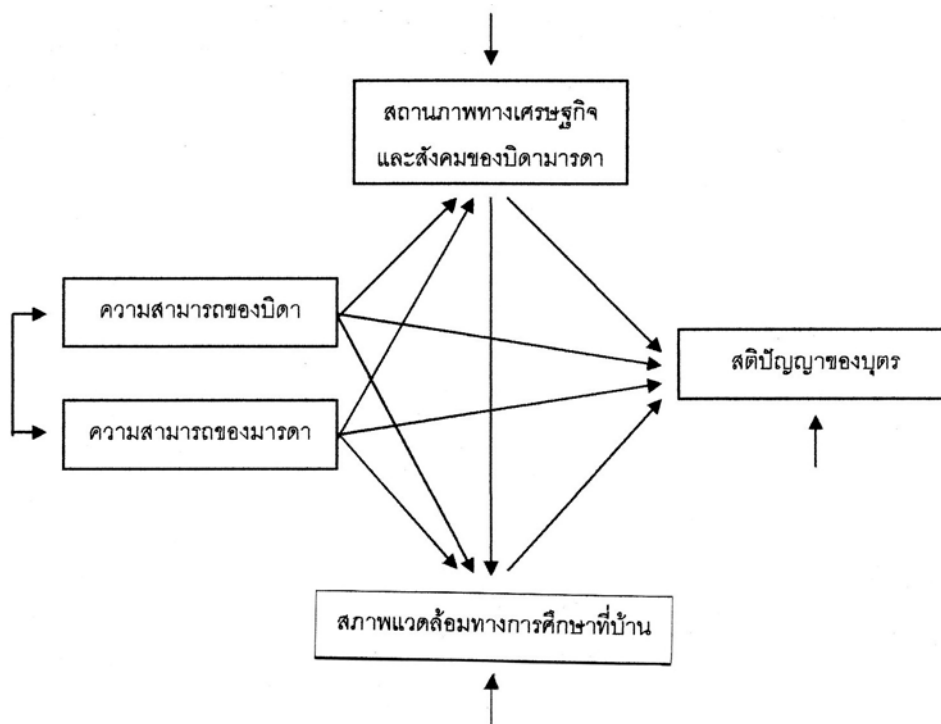 สถานภาพทางเศรษฐกิจ
และสังคมของบิดามารดา
ความสามารถของบิดา
สติปัญญาของบุตร
ความสามารถของมารดา
สภาพแวดล้อมทางการศึกษาที่บ้าน